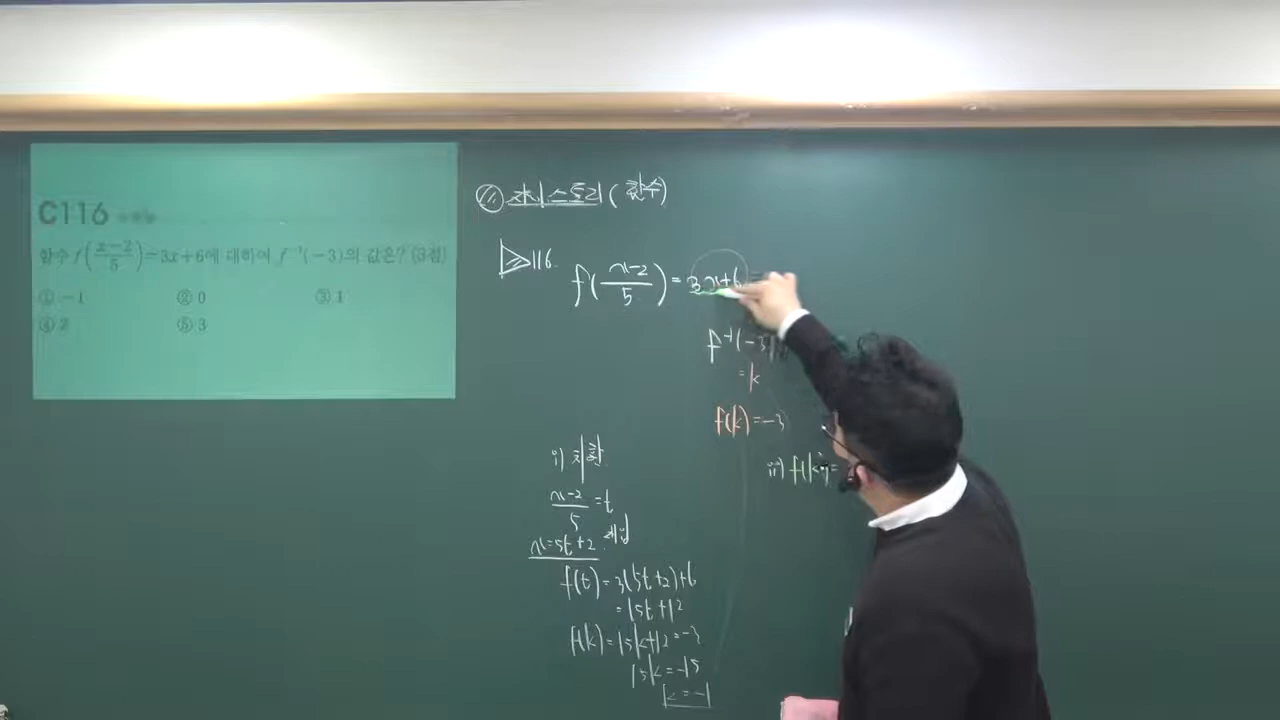 C116
함수 f((x-2)/5)=3x+6에 대하여 f⁻¹(-3)의 값은? (3점)
① -1 ② 0 ③ 1
④ 2 ⑤ 3
자이스토리 (함수)
116.
f((x-2)/5) = 3x+6 =
f⁻¹(-3)
= k
f(k) = -3
i) 치환
(x-2)/5 = t
x=5t+2 대입
f(t) = 3(5t+2)+6
= 15t+12
f(k) = 15k+12 = -3
15k = -15
k = -1
ii) f(k) =